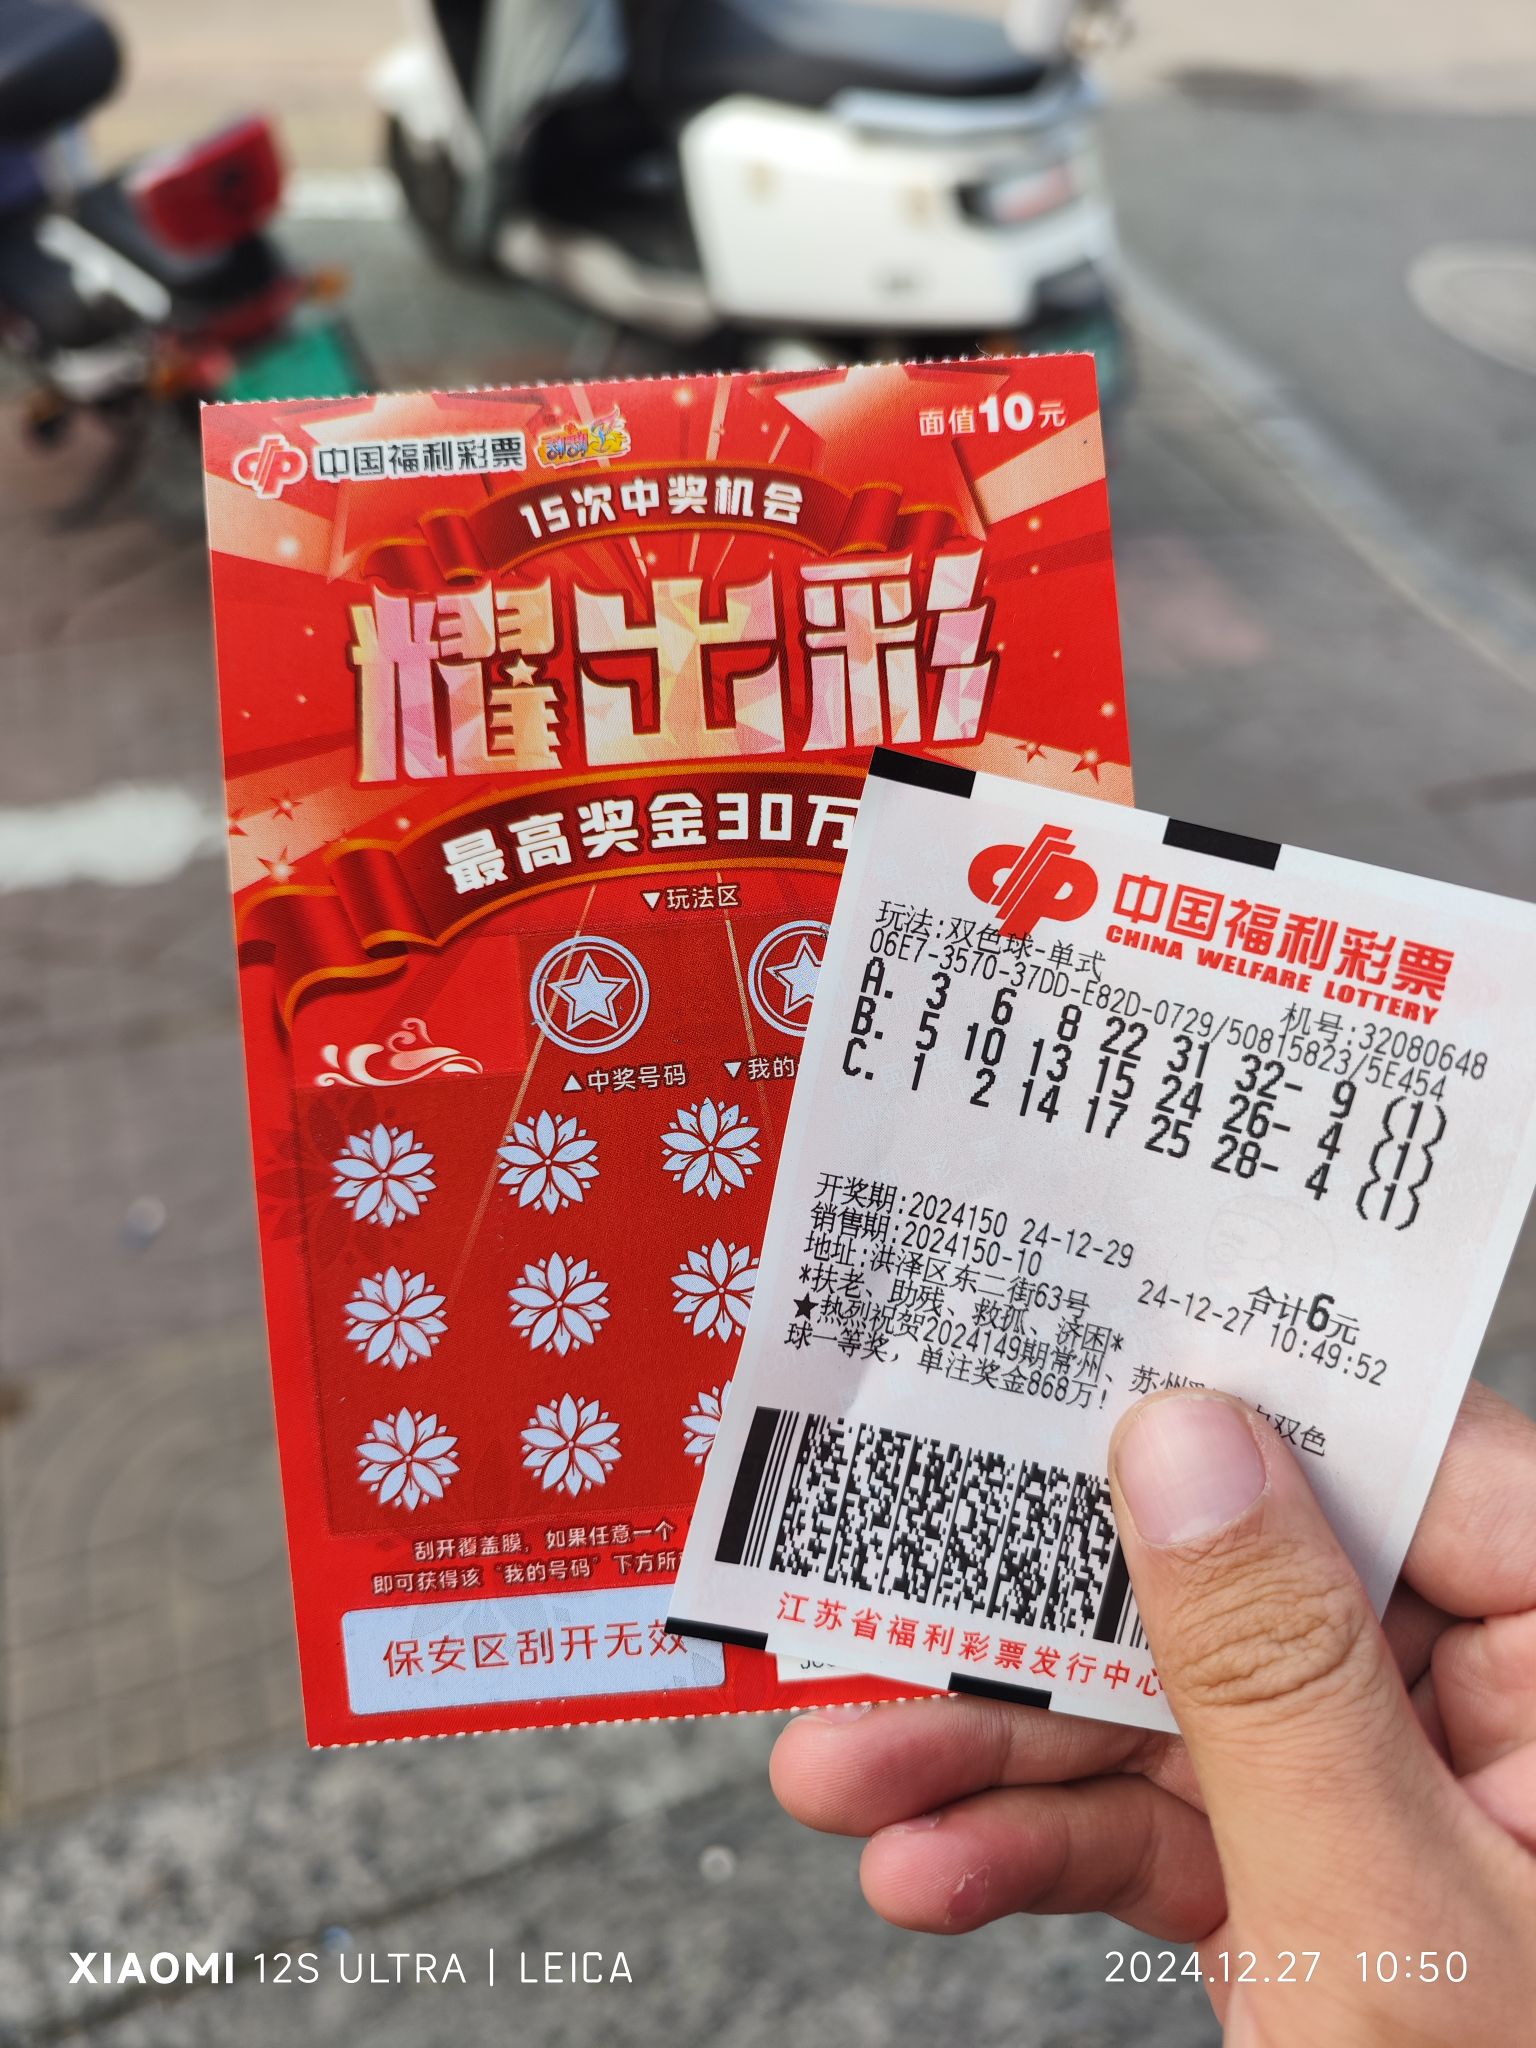 中国福利彩票 刮刮乐
面值10元
15次中奖机会
耀出彩
最高奖金30万
▼玩法区
▲中奖号码 ▼我的
刮开覆盖膜，如果任意一个
即可获得该“我的号码”下方所
保安区刮开无效
中国福利彩票
CHINA WELFARE LOTTERY
玩法:双色球-单式
机号:32080648
06E7-3570-37DD-E82D-0729/50815823/5E454
A. 3 6 8 22 31 32- 9 (1)
B. 5 10 13 15 24 26- 4 (1)
C. 1 2 14 17 25 28- 4 (1)
开奖期:2024150 24-12-29
合计6元
销售期:2024150-10 24-12-27 10:49:52
地址:洪泽区东二街63号
*扶老、助残、救孤、济困*
★热烈祝贺2024149期常州、苏州 双色
球一等奖，单注奖金868万！
江苏省福利彩票发行中心
XIAOMI 12S ULTRA | LEICA
2024.12.27 10:50